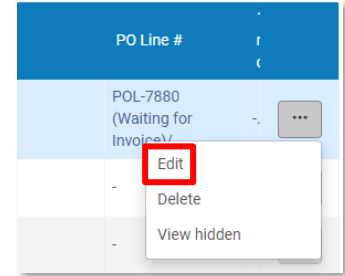 PO Line #
POL-7880
(Waiting for
Invoice)/
-.
...
Edit
-
Delete
-
View hidden